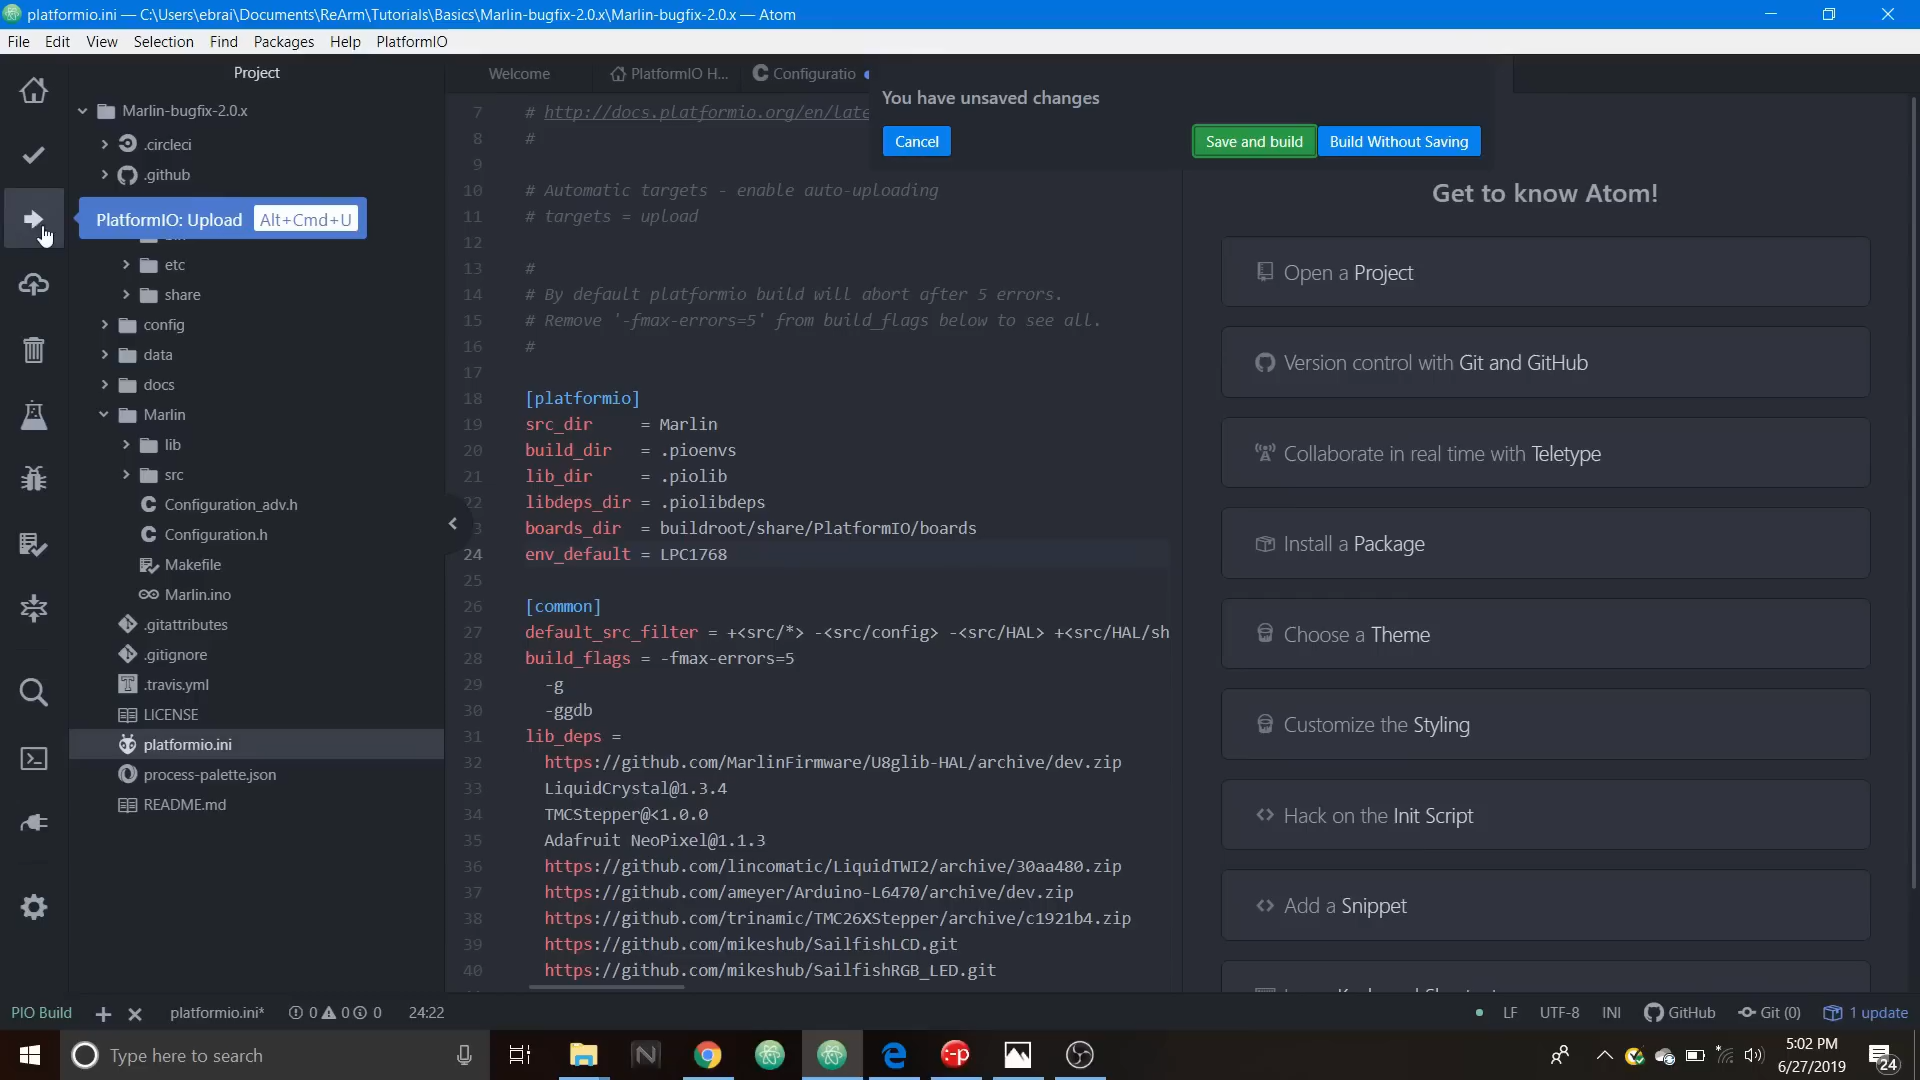 platformio.ini — C:\Users\ebrai\Documents\ReArm\Tutorials\Basics\Marlin-bugfix-2.0.x\Marlin-bugfix-2.0.x — Atom
File Edit View Selection Find Packages Help PlatformIO
Project
Marlin-bugfix-2.0.x
.circleci
.github
PlatformIO: Upload Alt+Cmd+U
etc
share
config
data
docs
Marlin
lib
src
Configuration_adv.h
Configuration.h
Makefile
Marlin.ino
.gitattributes
.gitignore
.travis.yml
LICENSE
platformio.ini
process-palette.json
README.md
Welcome PlatformIO H... Configuratio
You have unsaved changes
Cancel Save and build Build Without Saving
7 # http://docs.platformio.org/en/late
8 #
9
10 # Automatic targets - enable auto-uploading
11 # targets = upload
12
13 #
14 # By default platformio build will abort after 5 errors.
15 # Remove '-fmax-errors=5' from build_flags below to see all.
16 #
17
18 [platformio]
19 src_dir = Marlin
20 build_dir = .pioenvs
21 lib_dir = .piolib
22 libdeps_dir = .piolibdeps
3 boards_dir = buildroot/share/PlatformIO/boards
24 env_default = LPC1768
25
26 [common]
27 default_src_filter = +<src/*> -<src/config> -<src/HAL> +<src/HAL/sh
28 build_flags = -fmax-errors=5
29 -g
30 -ggdb
31 lib_deps =
32 https://github.com/MarlinFirmware/U8glib-HAL/archive/dev.zip
33 LiquidCrystal@1.3.4
34 TMCStepper@<1.0.0
35 Adafruit NeoPixel@1.1.3
36 https://github.com/lincomatic/LiquidTWI2/archive/30aa480.zip
37 https://github.com/ameyer/Arduino-L6470/archive/dev.zip
38 https://github.com/trinamic/TMC26XStepper/archive/c1921b4.zip
39 https://github.com/mikeshub/SailfishLCD.git
40 https://github.com/mikeshub/SailfishRGB_LED.git
Get to know Atom!
Open a Project
Version control with Git and GitHub
Collaborate in real time with Teletype
Install a Package
Choose a Theme
Customize the Styling
Hack on the Init Script
Add a Snippet
PIO Build platformio.ini* 0 0 0 24:22 LF UTF-8 INI GitHub Git (0) 1 update
Type here to search
5:02 PM
6/27/2019
24